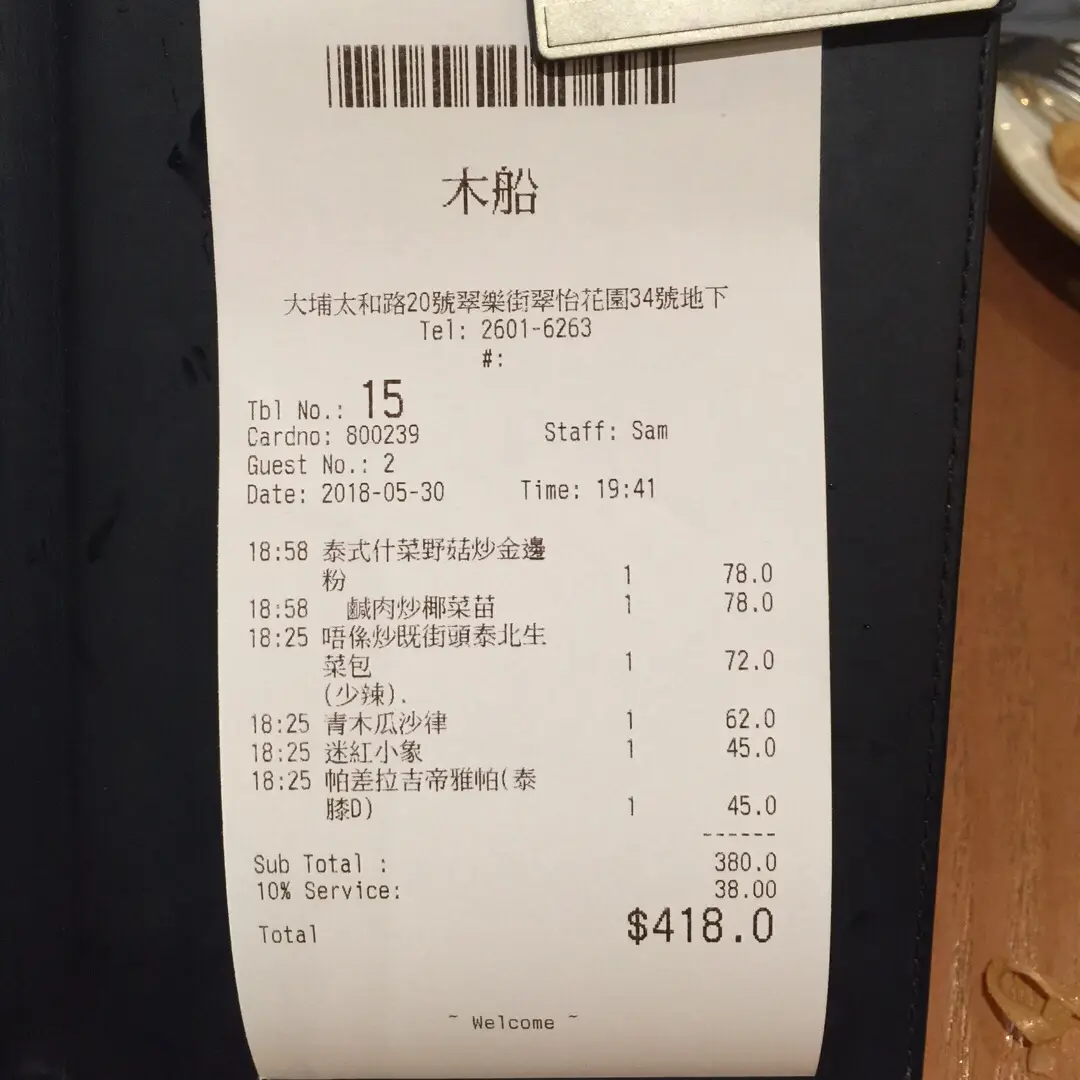 木船
大埔太和路20號翠樂街翠怡花園34號地下
Tel: 2601-6263
#:
Tbl No.: 15
Cardno: 800239 Staff: Sam
Guest No.: 2
Date: 2018-05-30 Time: 19:41
18:58 泰式什菜野菇炒金邊
粉 1 78.0
18:58 鹹肉炒椰菜苗 1 78.0
18:25 唔係炒既街頭泰北生
菜包 1 72.0
(少辣).
18:25 青木瓜沙律 1 62.0
18:25 迷紅小象 1 45.0
18:25 帕差拉吉帝雅帕(泰
膝D) 1 45.0
------
Sub Total : 380.0
10% Service: 38.00
Total $418.0
~ Welcome ~